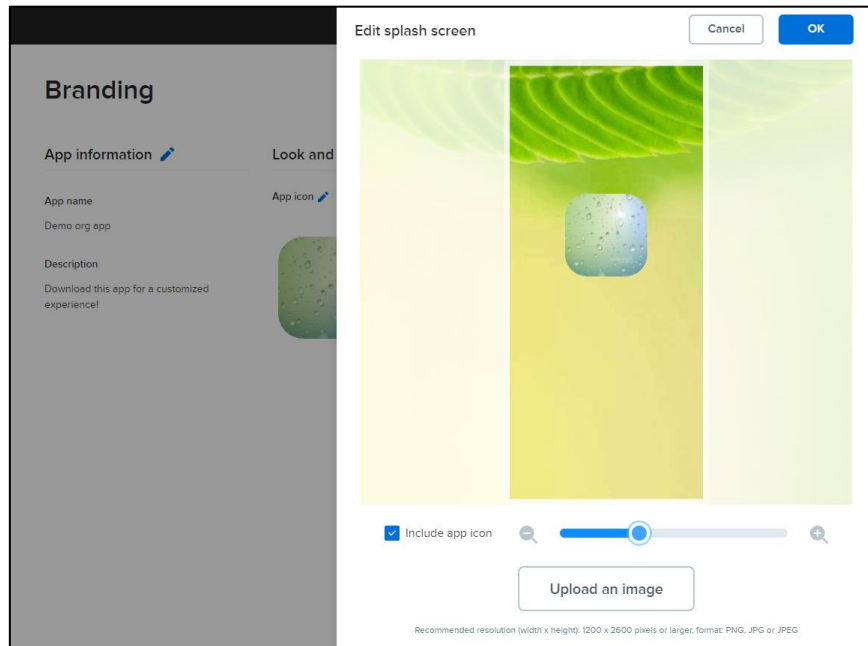 Edit splash screen
Cancel
OK
Branding
App information
Look and
App name
Demo org app
App icon
Description
Download this app for a customized
experience!
Include app icon
Upload an image
Recommended resolution (width x height): 1200 x 2600 pixels or larger, format: PNG, JPG or JPEG